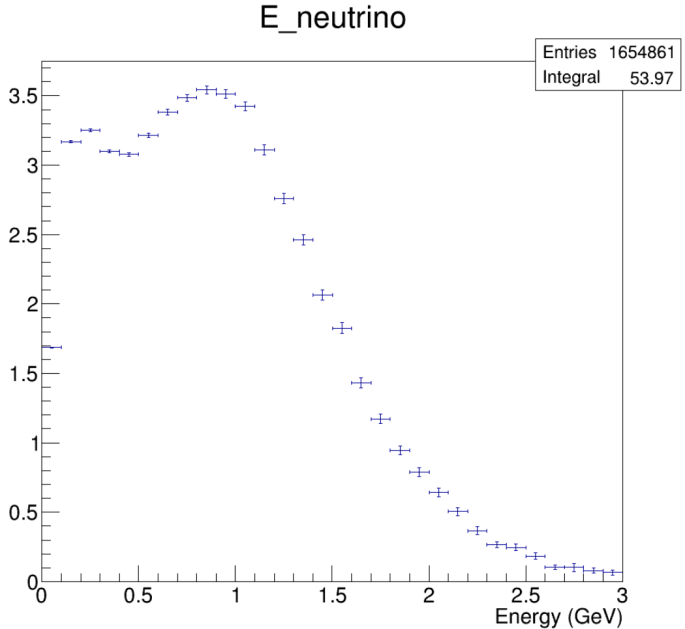 E_neutrino
Entries 1654861
Integral 53.97
3.5
3
2.5
2
1.5
1
0.5
0
0 0.5 1 1.5 2 2.5 3
Energy (GeV)